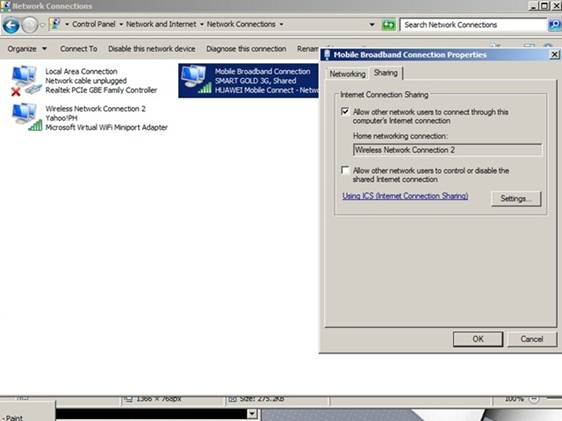 Network Connections
Control Panel ▸ Network and Internet ▸ Network Connections ▸
Search Network Connections
Organize
Connect To
Disable this network device
Diagnose this connection
Local Area Connection
Network cable unplugged
Realtek PCIe GBE Family Controller
Mobile Broadband Connection
SMART GOLD 3G, Shared
HUAWEI Mobile Connect - Netwo
Wireless Network Connection 2
Yahoo!PH
Microsoft Virtual WiFi Miniport Adapter
Mobile Broadband Connection Properties
Networking
Sharing
Internet Connection Sharing
Allow other network users to connect through this
computer's Internet connection
Home networking connection:
Wireless Network Connection 2
Allow other network users to control or disable the
shared Internet connection
Using ICS (Internet Connection Sharing)
Settings...
OK
Cancel
1366 × 768px
Size: 275.2KB
100%
- Paint